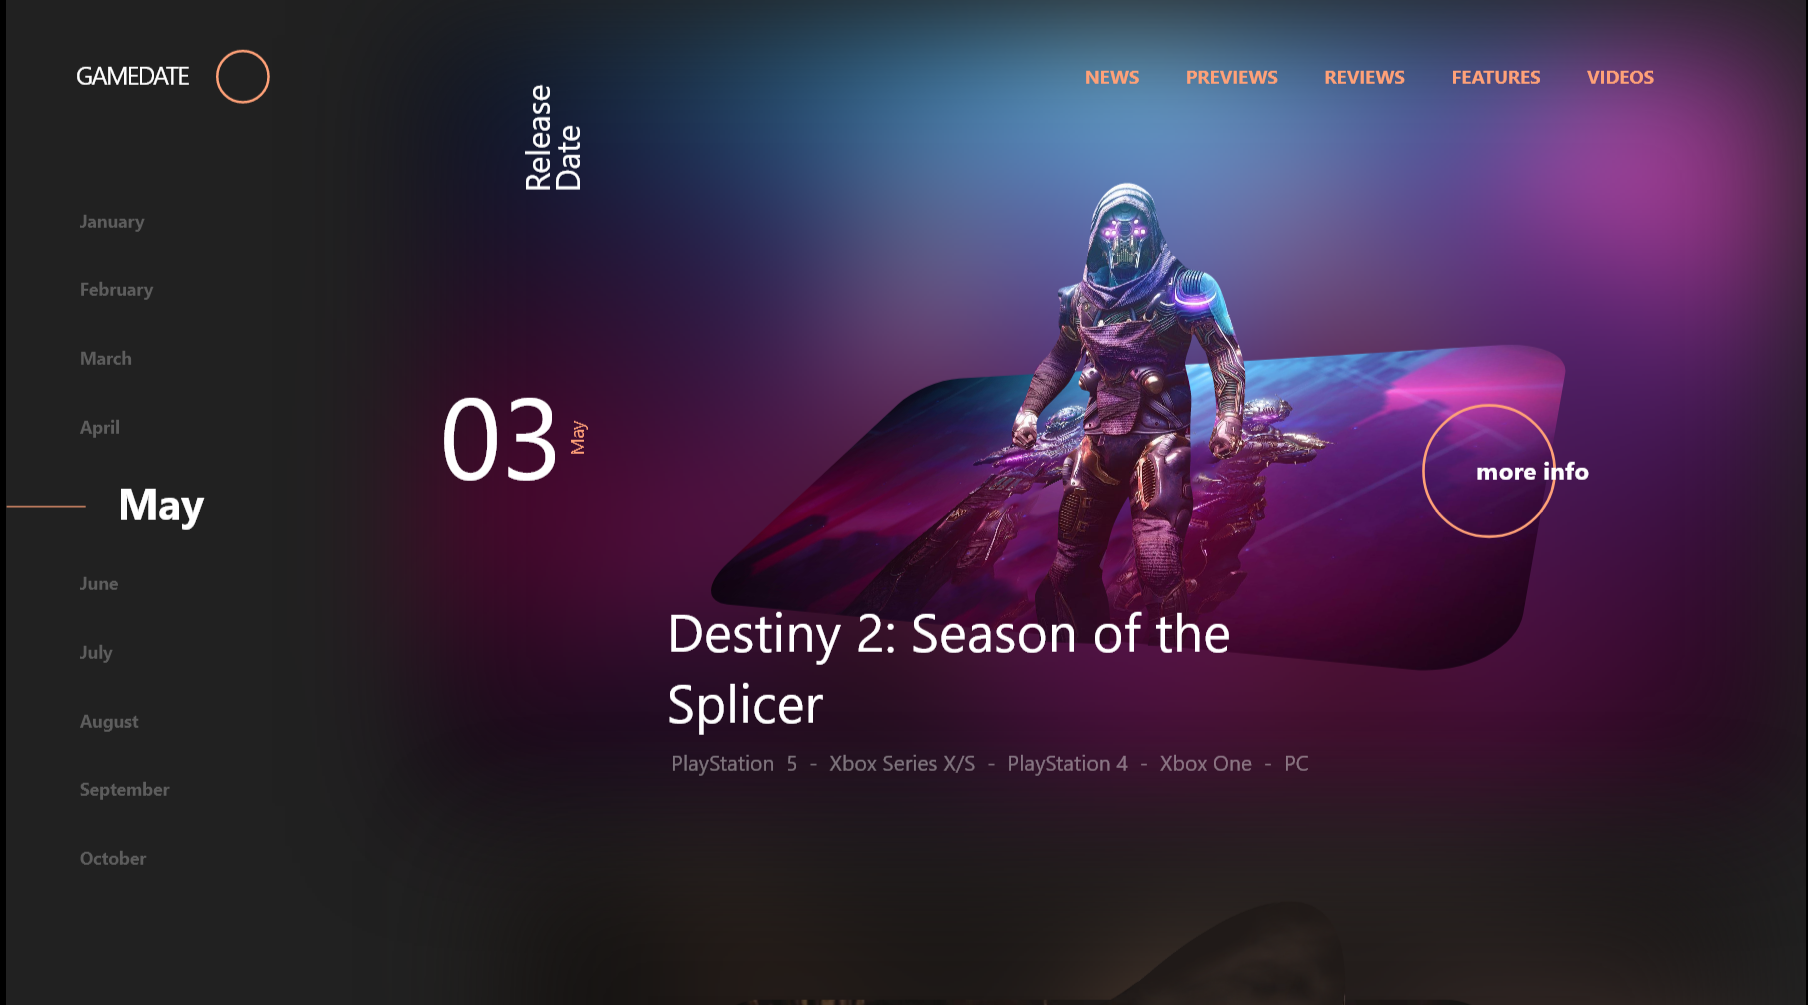 GAMEDATE
NEWS PREVIEWS REVIEWS FEATURES VIDEOS
Release
Date
January
February
March
April
May
June
July
August
September
October
03
May
more info
Destiny 2: Season of the
Splicer
PlayStation 5 - Xbox Series X/S - PlayStation 4 - Xbox One - PC